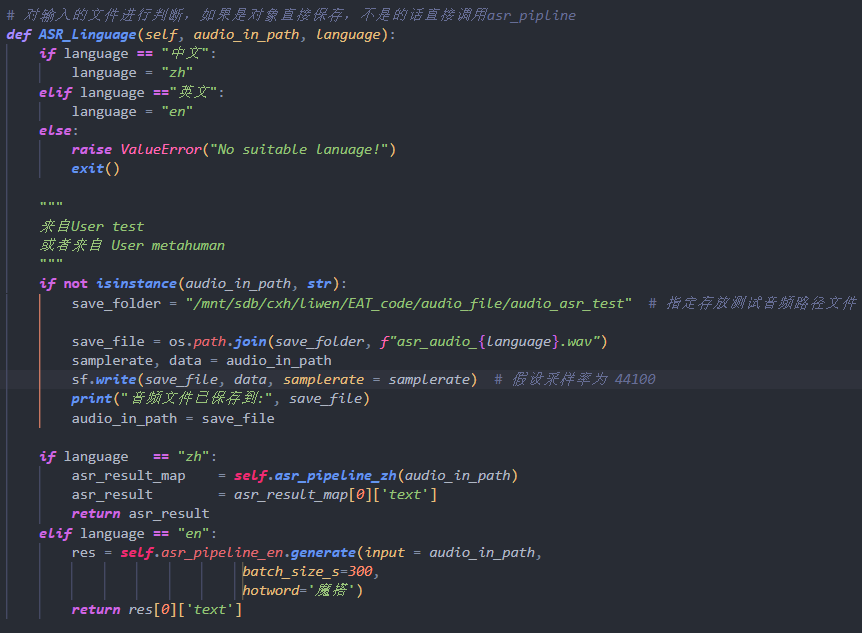 # 对输入的文件进行判断，如果是对象直接保存，不是的话直接调用asr_pipline
def ASR_Linguage(self, audio_in_path, language):
    if language == "中文":
        language = "zh"
    elif language =="英文":
        language = "en"
    else:
        raise ValueError("No suitable lanuage!")
        exit()

    """
    来自User test
    或者来自 User metahuman
    """
    if not isinstance(audio_in_path, str):
        save_folder = "/mnt/sdb/cxh/liwen/EAT_code/audio_file/audio_asr_test"  # 指定存放测试音频路径文件

        save_file = os.path.join(save_folder, f"asr_audio_{language}.wav")
        samplerate, data = audio_in_path
        sf.write(save_file, data, samplerate = samplerate)  # 假设采样率为 44100
        print("音频文件已保存到:", save_file)
        audio_in_path = save_file

    if language   == "zh":
        asr_result_map    = self.asr_pipeline_zh(audio_in_path)
        asr_result        = asr_result_map[0]['text']
        return asr_result
    elif language == "en":
        res = self.asr_pipeline_en.generate(input = audio_in_path,
                             batch_size_s=300,
                             hotword='魔搭')
        return res[0]['text']